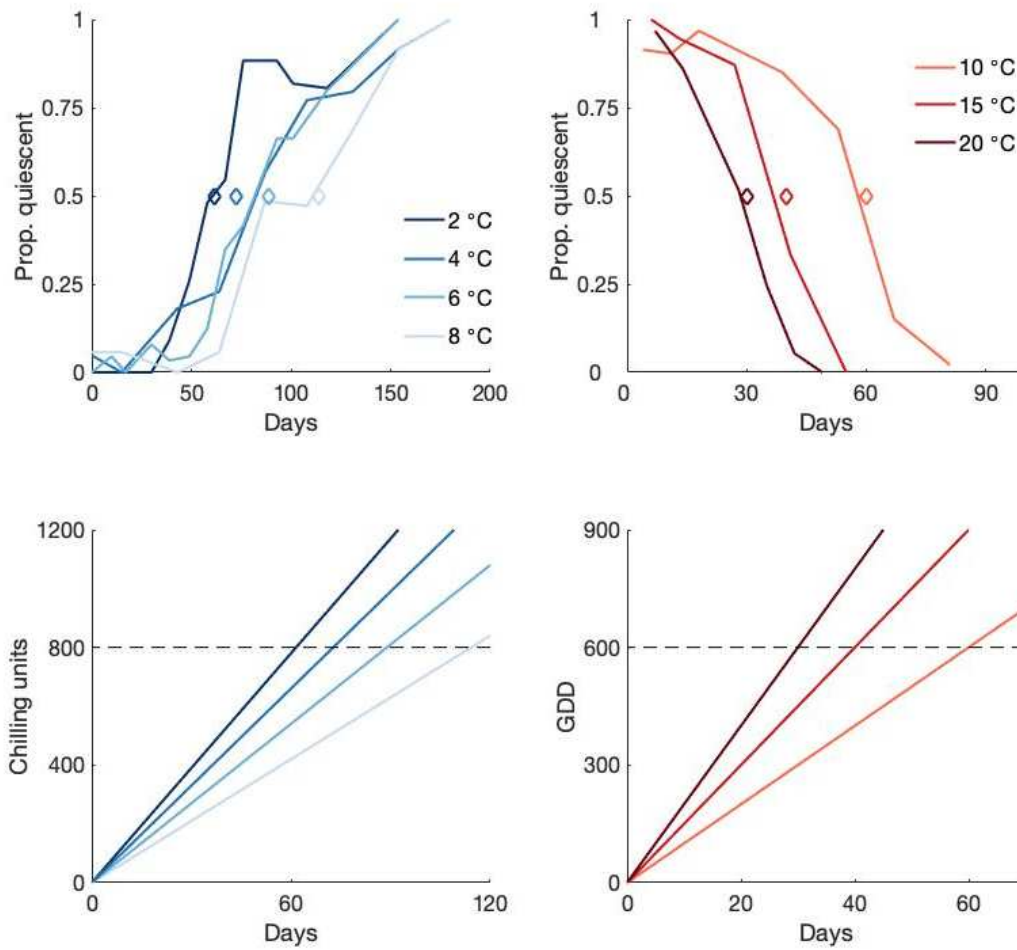 1
0.75
0.5
0.25
0
Prop. quiescent
2 °C
4 °C
6 °C
8 °C
0 50 100 150 200
Days
1
0.75
0.5
0.25
0
Prop. quiescent
10 °C
15 °C
20 °C
0 30 60 90
Days
1200
800
400
0
Chilling units
0 60 120
Days
900
600
300
0
GDD
0 20 40 60
Days